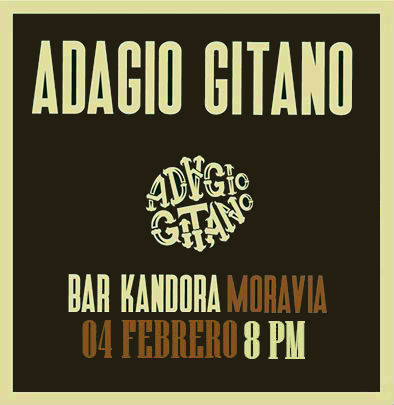 ADAGIO GITANO
ADAGIO
GITANO
BAR KANDORA MORAVIA
04 FEBRERO 8 PM